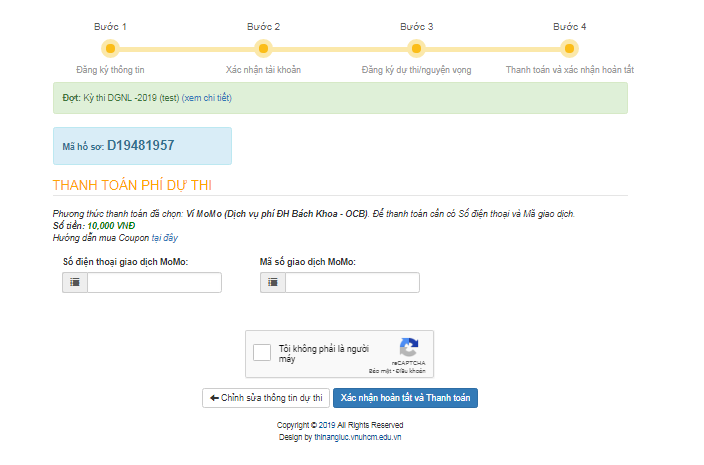 Bước 1
Bước 2
Bước 3
Bước 4
Đăng ký thông tin
Xác nhận tài khoản
Đăng ký dự thi/nguyện vọng
Thanh toán và xác nhận hoàn tất
Đợt: Kỳ thi DGNL -2019 (test) (xem chi tiết)
Mã hồ sơ: D19481957
THANH TOÁN PHÍ DỰ THI
Phương thức thanh toán đã chọn: Ví MoMo (Dịch vụ phí ĐH Bách Khoa - OCB). Để thanh toán cần có Số điện thoại và Mã giao dịch.
Số tiền: 10,000 VNĐ
Hướng dẫn mua Coupon tại đây
Số điện thoại giao dịch MoMo:
Mã số giao dịch MoMo:
Tôi không phải là người
máy
reCAPTCHA
Bảo mật - Điều khoản
Chỉnh sửa thông tin dự thi
Xác nhận hoàn tất và Thanh toán
Copyright © 2019 All Rights Reserved
Design by thinangluc.vnuhcm.edu.vn